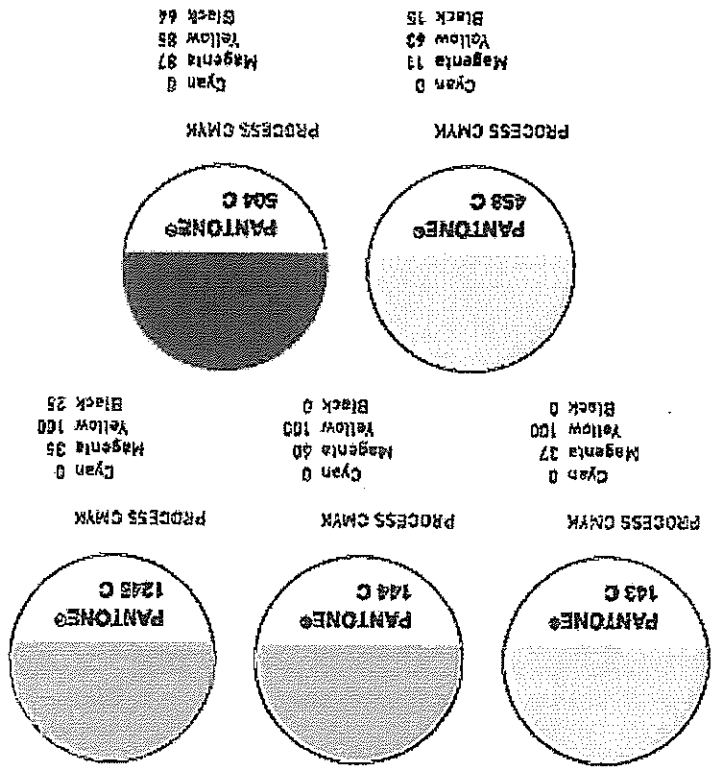 PANTONE®
143 C
PROCESS CMYK
Cyan 0
Magenta 37
Yellow 100
Black 0
PANTONE®
144 C
PROCESS CMYK
Cyan 0
Magenta 60
Yellow 100
Black 0
PANTONE®
1245 C
PROCESS CMYK
Cyan 0
Magenta 35
Yellow 100
Black 25
PANTONE®
458 C
PROCESS CMYK
Cyan 0
Magenta 11
Yellow 63
Black 15
PANTONE®
504 C
PROCESS CMYK
Cyan 0
Magenta 87
Yellow 85
Black 64